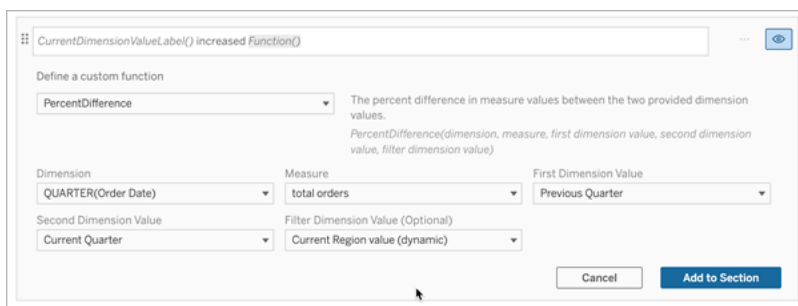 CurrentDimensionValueLabel() increased Function()
Define a custom function
PercentDifference
The percent difference in measure values between the two provided dimension
values.
PercentDifference(dimension, measure, first dimension value, second dimension
value, filter dimension value)
Dimension
Measure
First Dimension Value
QUARTER(Order Date)
total orders
Previous Quarter
Second Dimension Value
Filter Dimension Value (Optional)
Current Quarter
Current Region value (dynamic)
Cancel
Add to Section